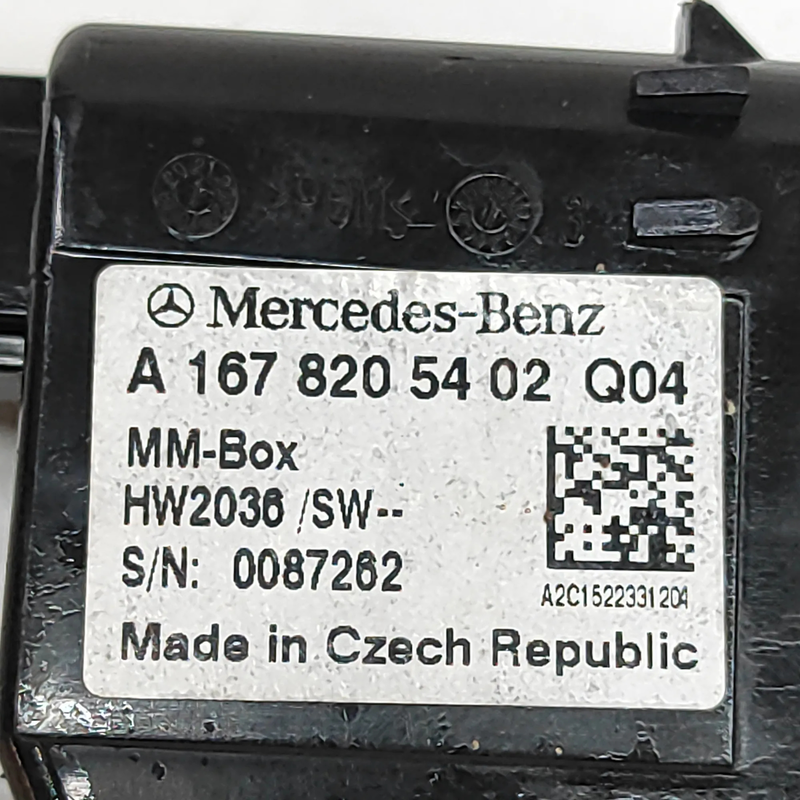 Mercedes-Benz
A 167 820 54 02 Q04
MM-Box
HW2036 /SW--
S/N: 0087262
A2C1522331204
Made in Czech Republic